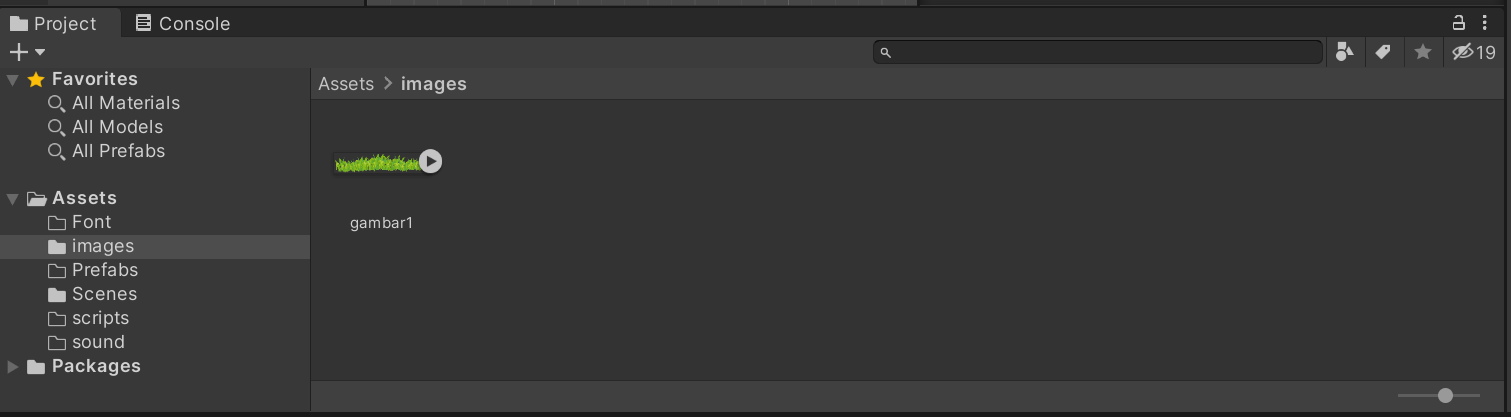 Project
Console
19
Favorites
All Materials
All Models
All Prefabs
Assets
Font
images
Prefabs
Scenes
scripts
sound
Packages
Assets > images
gambar1